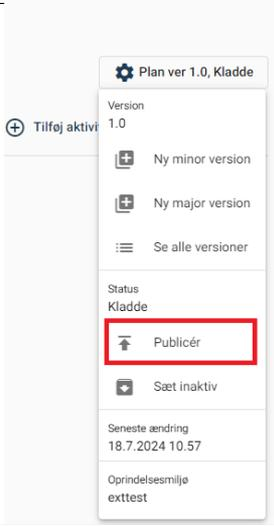 Plan ver 1.0, Kladde
Tilføj aktivi
Version
1.0
Ny minor version
Ny major version
Se alle versioner
Status
Kladde
Publicér
Sæt inaktiv
Seneste ændring
18.7.2024 10.57
Oprindelsesmiljø
exttest